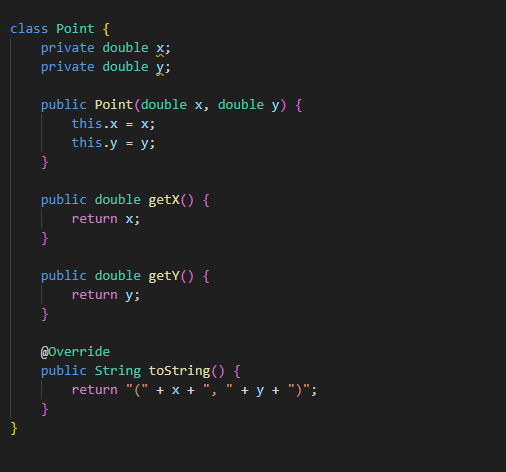 class Point {
    private double x;
    private double y;

    public Point(double x, double y) {
        this.x = x;
        this.y = y;
    }

    public double getX() {
        return x;
    }

    public double getY() {
        return y;
    }

    @Override
    public String toString() {
        return "(" + x + ", " + y + ")";
    }
}